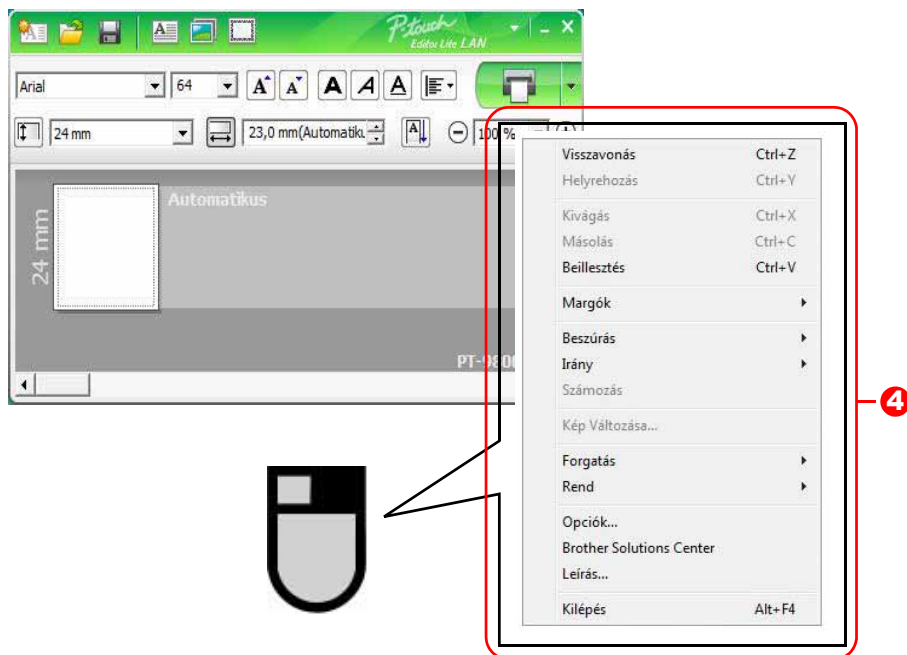 P-touch
Editor Lite LAN
Arial 64 A A A A A
24 mm 23,0 mm(Automatiku A 100 %
Automatikus
24 mm
PT-9800
Visszavonás Ctrl+Z
Helyrehozás Ctrl+Y
Kivágás Ctrl+X
Másolás Ctrl+C
Beillesztés Ctrl+V
Margók
Beszúrás
Irány
Számozás
Kép Változása...
Forgatás
Rend
Opciók...
Brother Solutions Center
Leírás...
Kilépés Alt+F4
4